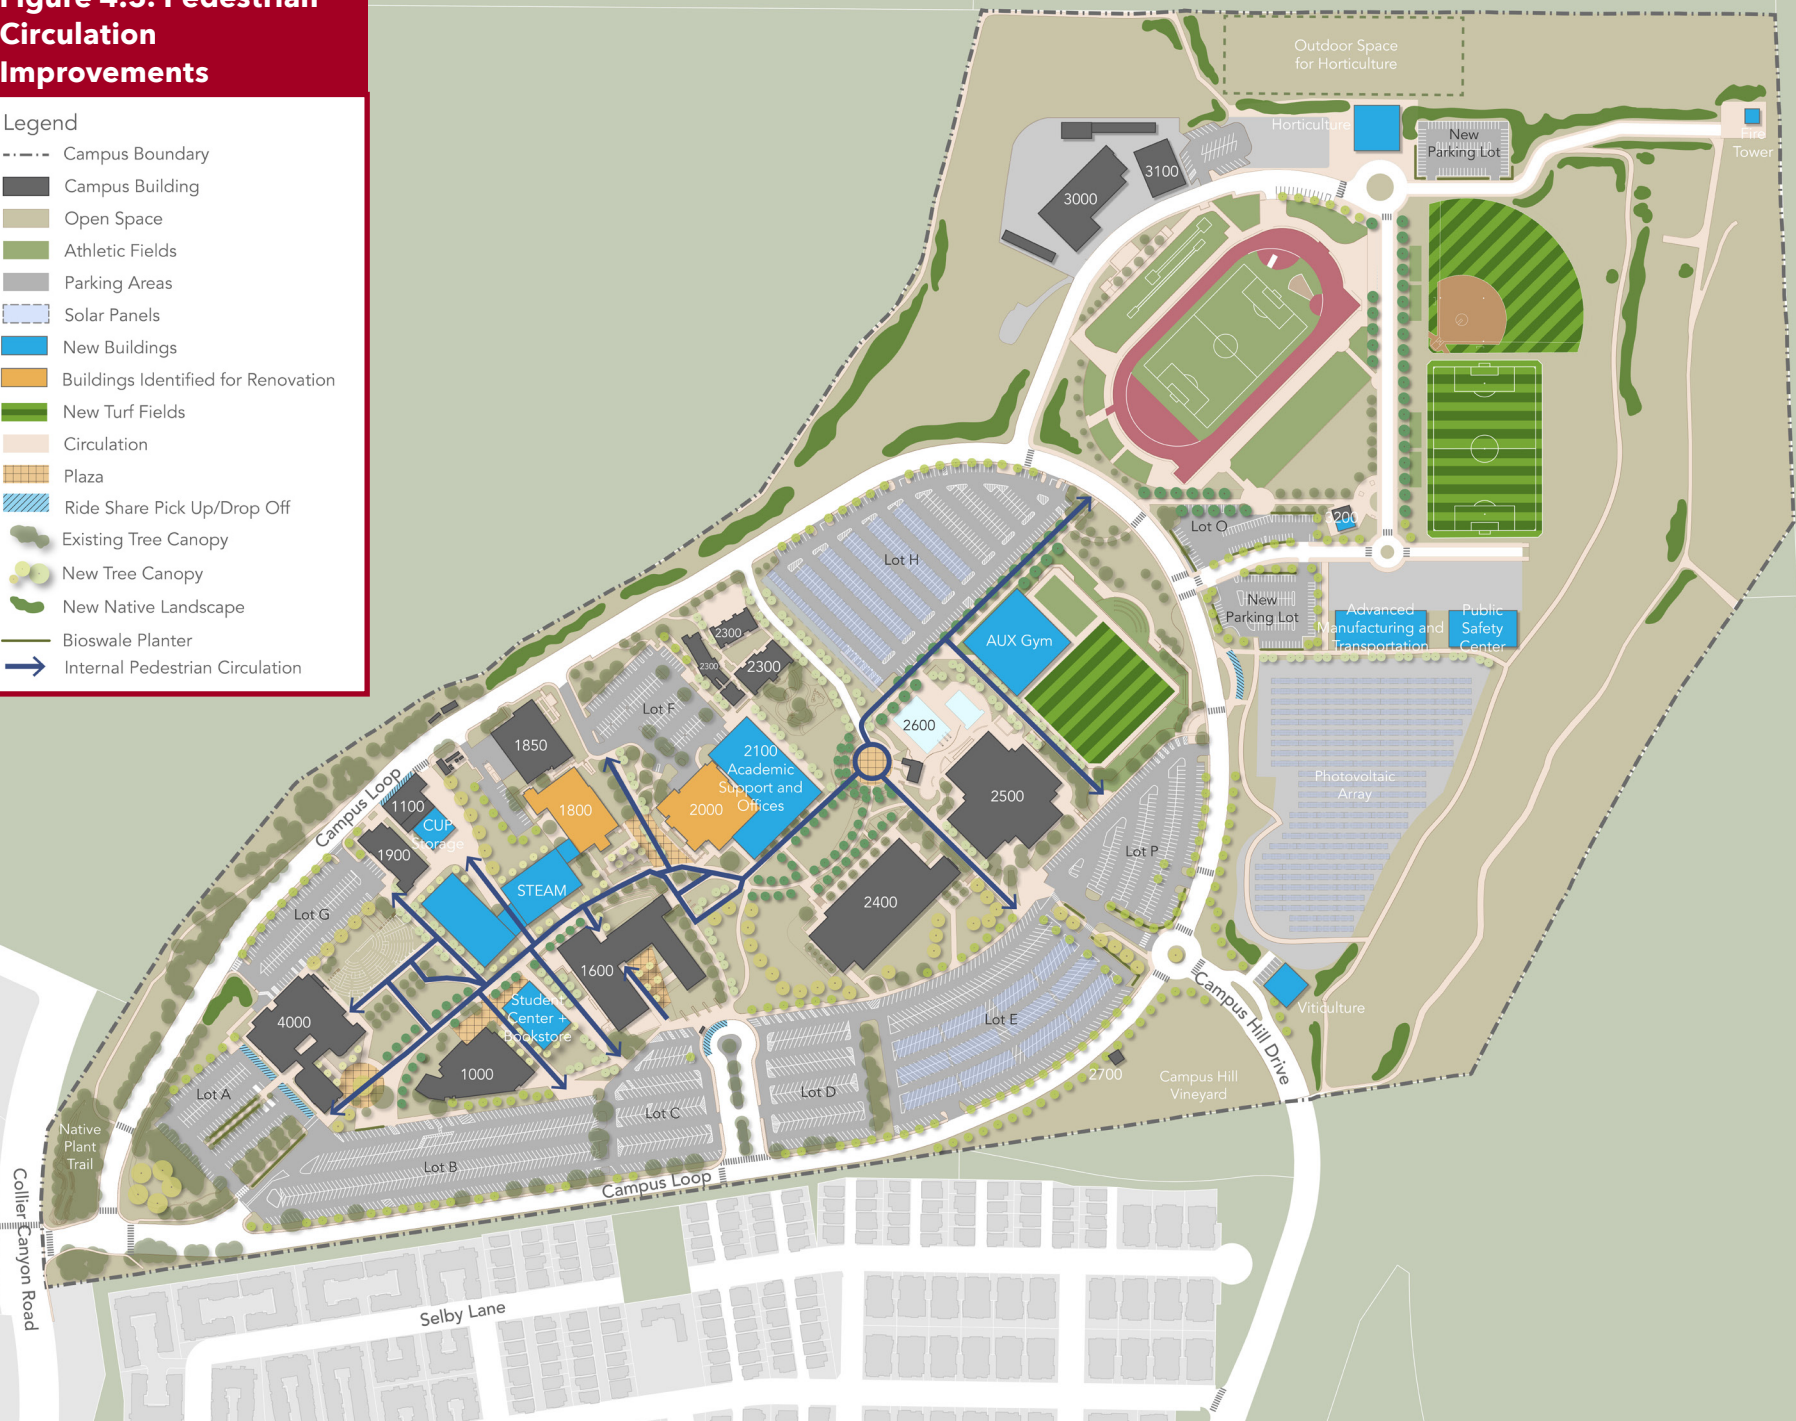 Figure 4.3: Pedestrian
Circulation
Improvements
Legend
Campus Boundary
Campus Building
Open Space
Athletic Fields
Parking Areas
Solar Panels
New Buildings
Buildings Identified for Renovation
New Turf Fields
Circulation
Plaza
Ride Share Pick Up/Drop Off
Existing Tree Canopy
New Tree Canopy
New Native Landscape
Bioswale Planter
Internal Pedestrian Circulation
Outdoor Space
for Horticulture
Horticulture
New
Parking Lot
Fire
Tower
3100
3000
Lot O
3200
Lot H
New
Parking Lot
Advanced
Manufacturing and
Transportation
Public
Safety
Center
AUX Gym
2300
2300
2300
Lot F
2600
1850
2100
Academic
Support and
Offices
2000
1800
2500
Photovoltaic
Array
Campus Loop
1100
CUP
Storage
1900
Lot P
STEAM
2400
Lot G
1600
Student
Center +
Bookstore
4000
Lot E
Campus Hill Drive
Viticulture
1000
2700
Campus Hill
Vineyard
Lot A
Lot D
Lot C
Native
Plant
Trail
Lot B
Campus Loop
Collier Canyon Road
Selby Lane